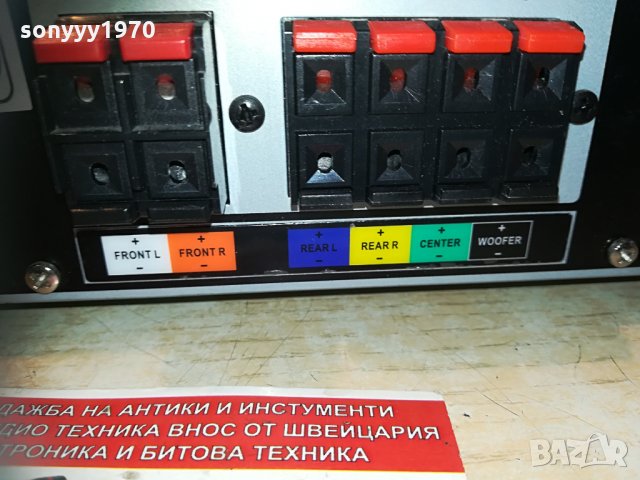 sonyyy1970
+ + + + + +
FRONT L FRONT R REAR L REAR R CENTER WOOFER
− − − − − −
ДАЖБА НА АНТИКИ И ИНСТУМЕНТИ
ДИО ТЕХНИКА ВНОС ОТ ШВЕЙЦАРИЯ
ТРОНИКА И БИТОВА ТЕХНИКА
BAZAR